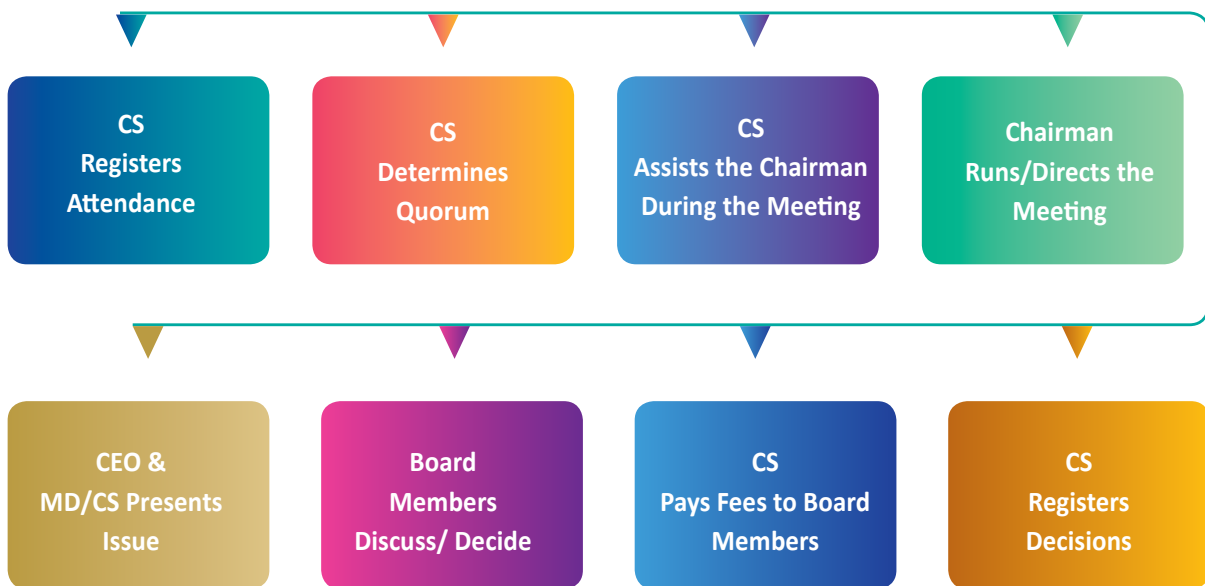 CS
Registers
Attendance
CS
Determines
Quorum
CS
Assists the Chairman
During the Meeting
Chairman
Runs/Directs the
Meeting
CEO &
MD/CS Presents
Issue
Board
Members
Discuss/ Decide
CS
Pays Fees to Board
Members
CS
Registers
Decisions